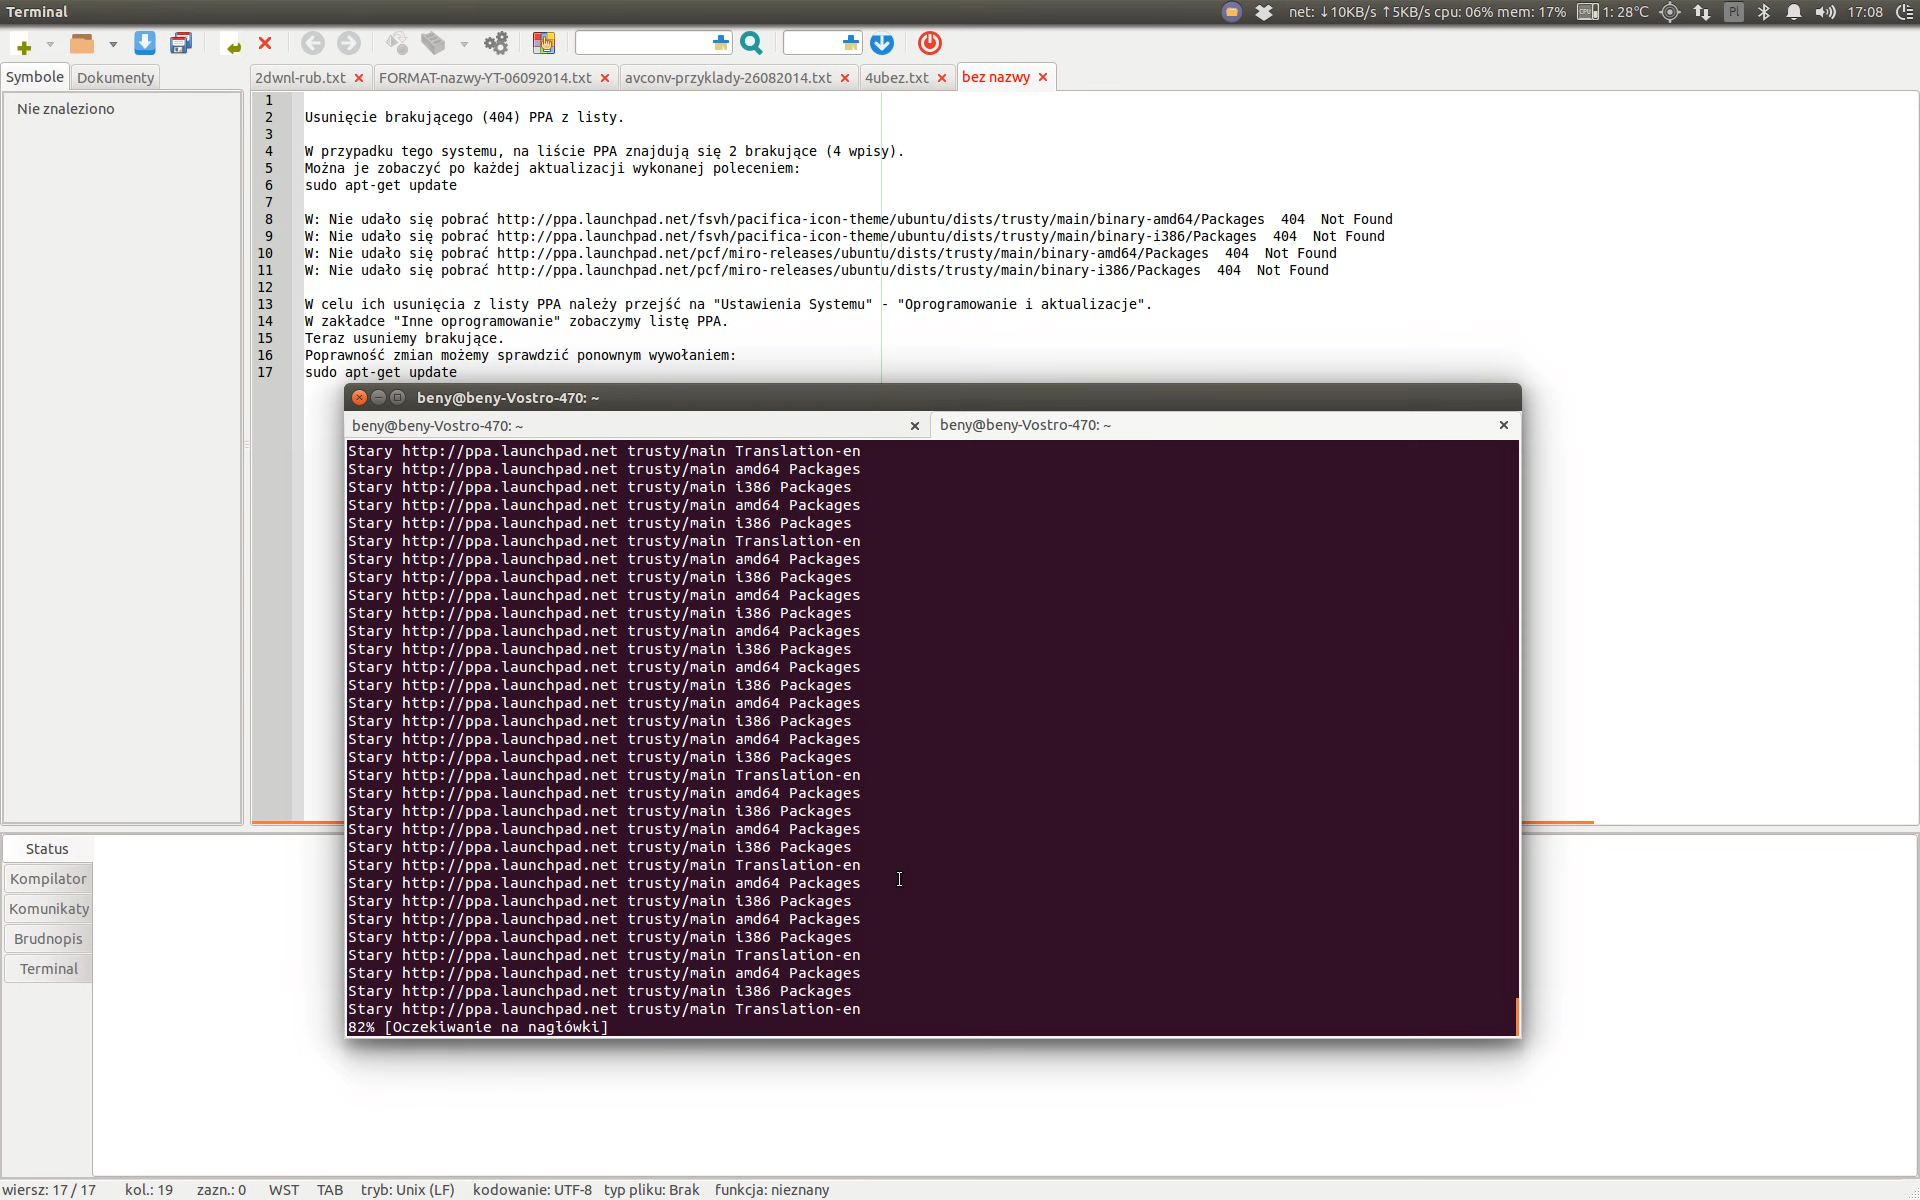 Terminal
net: ↓10KB/s ↑5KB/s cpu: 06% mem: 17%
1: 28°C
Pl
17:08
Symbole
Dokumenty
2dwnl-rub.txt
FORMAT-nazwy-YT-06092014.txt
avconv-przyklady-26082014.txt
4ubez.txt
bez nazwy
Nie znaleziono
1
2 Usunięcie brakującego (404) PPA z listy.
3
4 W przypadku tego systemu, na liście PPA znajdują się 2 brakujące (4 wpisy).
5 Można je zobaczyć po każdej aktualizacji wykonanej poleceniem:
6 sudo apt-get update
7
8 W: Nie udało się pobrać http://ppa.launchpad.net/fsvh/pacifica-icon-theme/ubuntu/dists/trusty/main/binary-amd64/Packages  404  Not Found
9 W: Nie udało się pobrać http://ppa.launchpad.net/fsvh/pacifica-icon-theme/ubuntu/dists/trusty/main/binary-i386/Packages  404  Not Found
10 W: Nie udało się pobrać http://ppa.launchpad.net/pcf/miro-releases/ubuntu/dists/trusty/main/binary-amd64/Packages  404  Not Found
11 W: Nie udało się pobrać http://ppa.launchpad.net/pcf/miro-releases/ubuntu/dists/trusty/main/binary-i386/Packages  404  Not Found
12
13 W celu ich usunięcia z listy PPA należy przejść na "Ustawienia Systemu" - "Oprogramowanie i aktualizacje".
14 W zakładce "Inne oprogramowanie" zobaczymy listę PPA.
15 Teraz usuniemy brakujące.
16 Poprawność zmian możemy sprawdzić ponownym wywołaniem:
17 sudo apt-get update
beny@beny-Vostro-470: ~
beny@beny-Vostro-470: ~
beny@beny-Vostro-470: ~
Stary http://ppa.launchpad.net trusty/main Translation-en
Stary http://ppa.launchpad.net trusty/main amd64 Packages
Stary http://ppa.launchpad.net trusty/main i386 Packages
Stary http://ppa.launchpad.net trusty/main amd64 Packages
Stary http://ppa.launchpad.net trusty/main i386 Packages
Stary http://ppa.launchpad.net trusty/main Translation-en
Stary http://ppa.launchpad.net trusty/main amd64 Packages
Stary http://ppa.launchpad.net trusty/main i386 Packages
Stary http://ppa.launchpad.net trusty/main amd64 Packages
Stary http://ppa.launchpad.net trusty/main i386 Packages
Stary http://ppa.launchpad.net trusty/main amd64 Packages
Stary http://ppa.launchpad.net trusty/main i386 Packages
Stary http://ppa.launchpad.net trusty/main amd64 Packages
Stary http://ppa.launchpad.net trusty/main i386 Packages
Stary http://ppa.launchpad.net trusty/main amd64 Packages
Stary http://ppa.launchpad.net trusty/main i386 Packages
Stary http://ppa.launchpad.net trusty/main amd64 Packages
Stary http://ppa.launchpad.net trusty/main i386 Packages
Stary http://ppa.launchpad.net trusty/main Translation-en
Stary http://ppa.launchpad.net trusty/main amd64 Packages
Stary http://ppa.launchpad.net trusty/main i386 Packages
Stary http://ppa.launchpad.net trusty/main amd64 Packages
Stary http://ppa.launchpad.net trusty/main i386 Packages
Stary http://ppa.launchpad.net trusty/main Translation-en
Stary http://ppa.launchpad.net trusty/main amd64 Packages
Stary http://ppa.launchpad.net trusty/main i386 Packages
Stary http://ppa.launchpad.net trusty/main amd64 Packages
Stary http://ppa.launchpad.net trusty/main i386 Packages
Stary http://ppa.launchpad.net trusty/main Translation-en
Stary http://ppa.launchpad.net trusty/main amd64 Packages
Stary http://ppa.launchpad.net trusty/main i386 Packages
Stary http://ppa.launchpad.net trusty/main Translation-en
82% [Oczekiwanie na nagłówki]
Status
Kompilator
Komunikaty
Brudnopis
Terminal
wiersz: 17 / 17 kol.: 19 zazn.: 0 WST TAB tryb: Unix (LF) kodowanie: UTF-8 typ pliku: Brak funkcja: nieznany